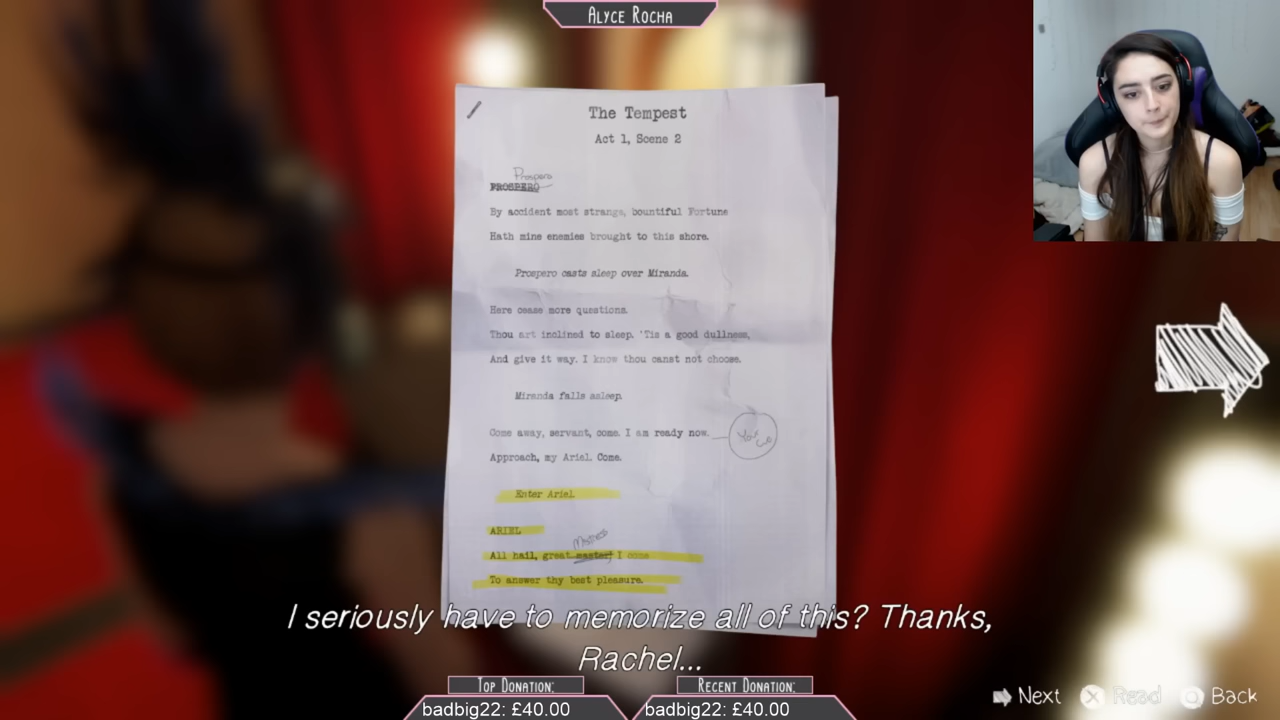 ALYCE ROCHA
The Tempest
Act 1, Scene 2
Prospero
PROSPERO
By accident most strange, bountiful Fortune
Hath mine enemies brought to this shore.
Prospero casts sleep over Miranda.
Here cease more questions.
Thou art inclined to sleep. 'Tis a good dullness,
And give it way. I know thou canst not choose.
Miranda falls asleep.
Come away, servant, come. I am ready now.
Approach, my Ariel. Come.
Enter Ariel.
ARIEL
All hail, great master, I come
To answer thy best pleasure.
I seriously have to memorize all of this? Thanks,
Rachel...
TOP DONATION:
RECENT DONATION:
badbig22: £40.00
badbig22: £40.00
Next
Read
Back